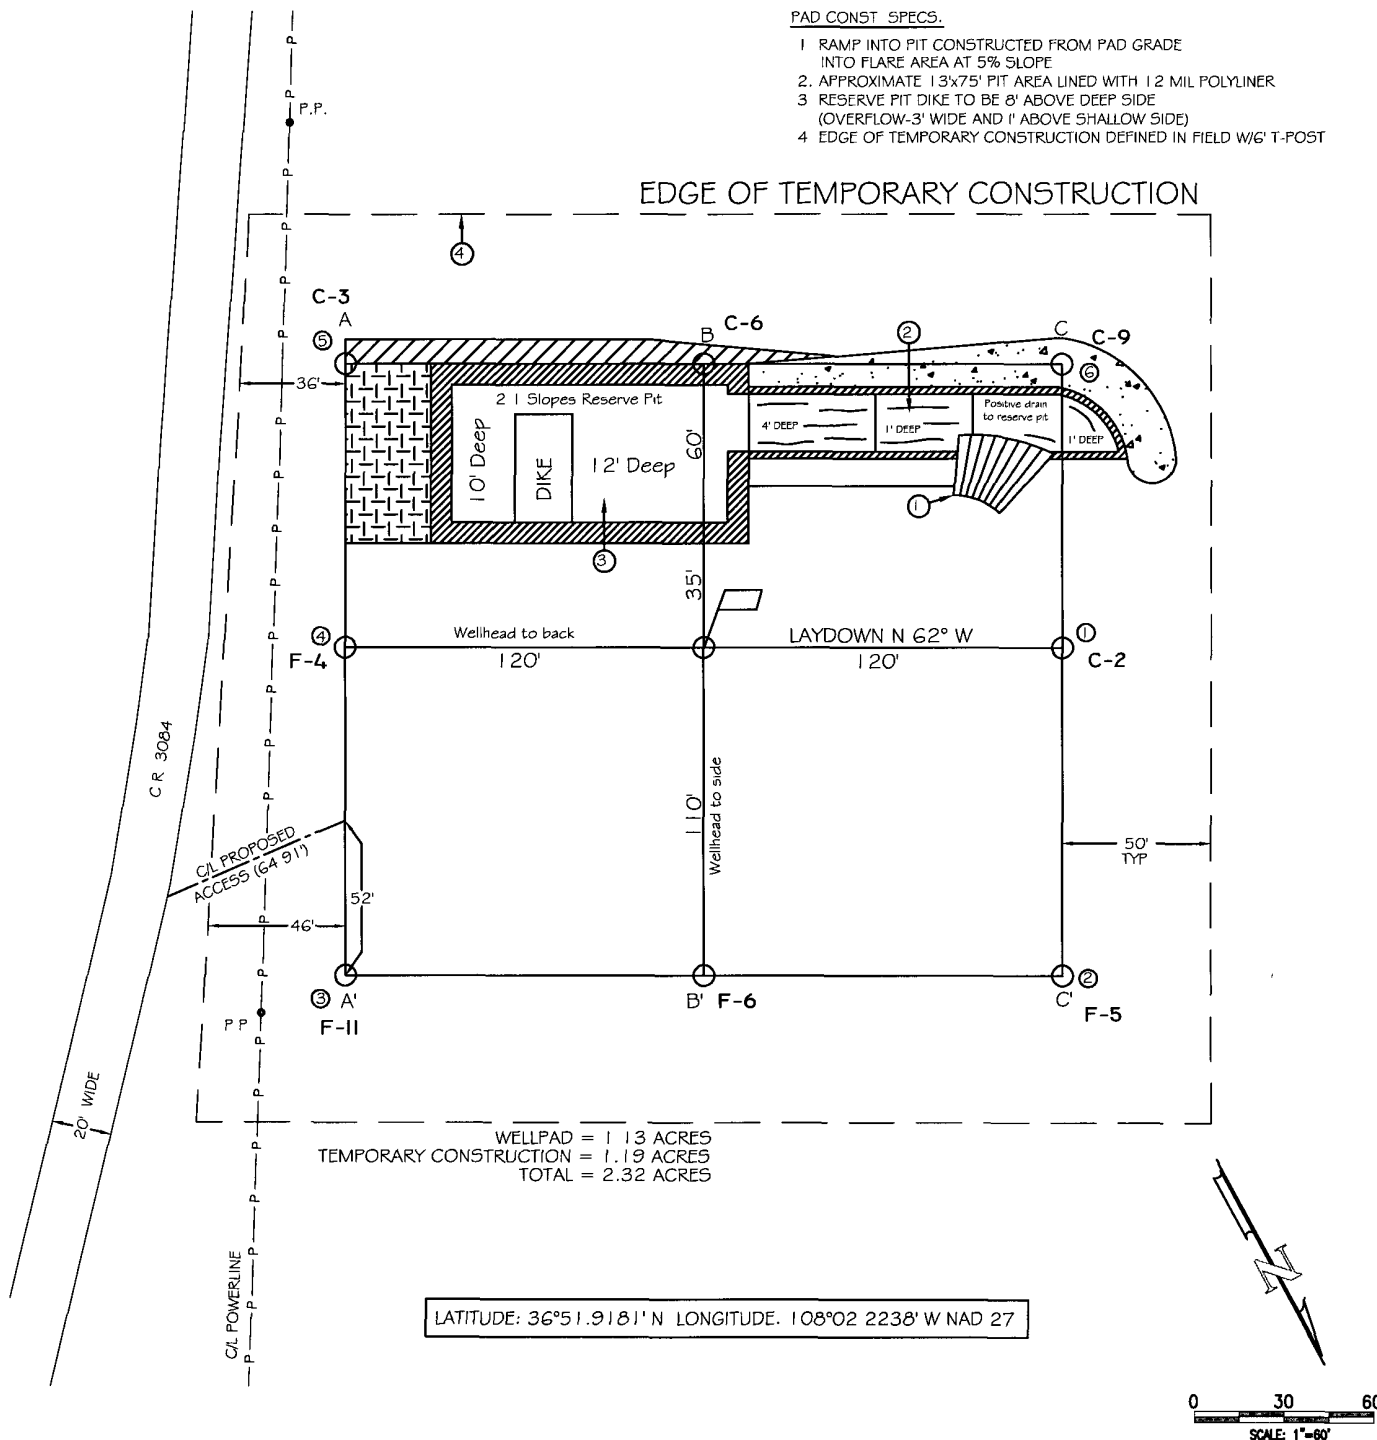 PAD CONST SPECS.
1 RAMP INTO PIT CONSTRUCTED FROM PAD GRADE
INTO FLARE AREA AT 5% SLOPE
2. APPROXIMATE 13'x75' PIT AREA LINED WITH 12 MIL POLYLINER
3 RESERVE PIT DIKE TO BE 8' ABOVE DEEP SIDE
(OVERFLOW-3' WIDE AND 1' ABOVE SHALLOW SIDE)
4 EDGE OF TEMPORARY CONSTRUCTION DEFINED IN FIELD W/6' T-POST
P.P.
EDGE OF TEMPORARY CONSTRUCTION
4
C-3
A
5
B
C-6
2
C
C-9
6
36'
2 1 Slopes Reserve Pit
10' Deep
DIKE
12' Deep
60'
4' DEEP
1' DEEP
Positive drain
to reserve pit
1' DEEP
1
3
35'
4
F-4
Wellhead to back
120'
LAYDOWN N 62° W
120'
1
C-2
C R 3084
110'
Wellhead to side
C/L PROPOSED
ACCESS (64 91')
52'
46'
50'
TYP
3 A'
F-11
B' F-6
C'
2
F-5
P P
20' WIDE
WELLPAD = 1 13 ACRES
TEMPORARY CONSTRUCTION = 1.19 ACRES
TOTAL = 2.32 ACRES
C/L POWERLINE
P P P P P P P P P P P P P P P P P P P P P P P P P P
N
LATITUDE: 36°51.9181' N LONGITUDE. 108°02 2238' W NAD 27
0 30 60
SCALE: 1"=60'